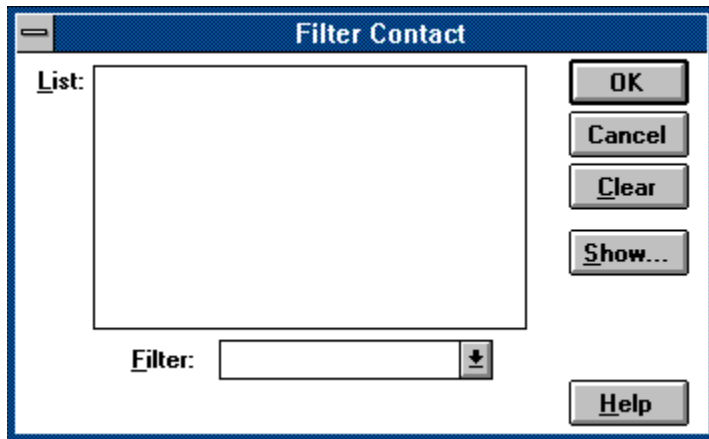 Filter Contact
List:
OK
Cancel
Clear
Show...
Filter:
Help